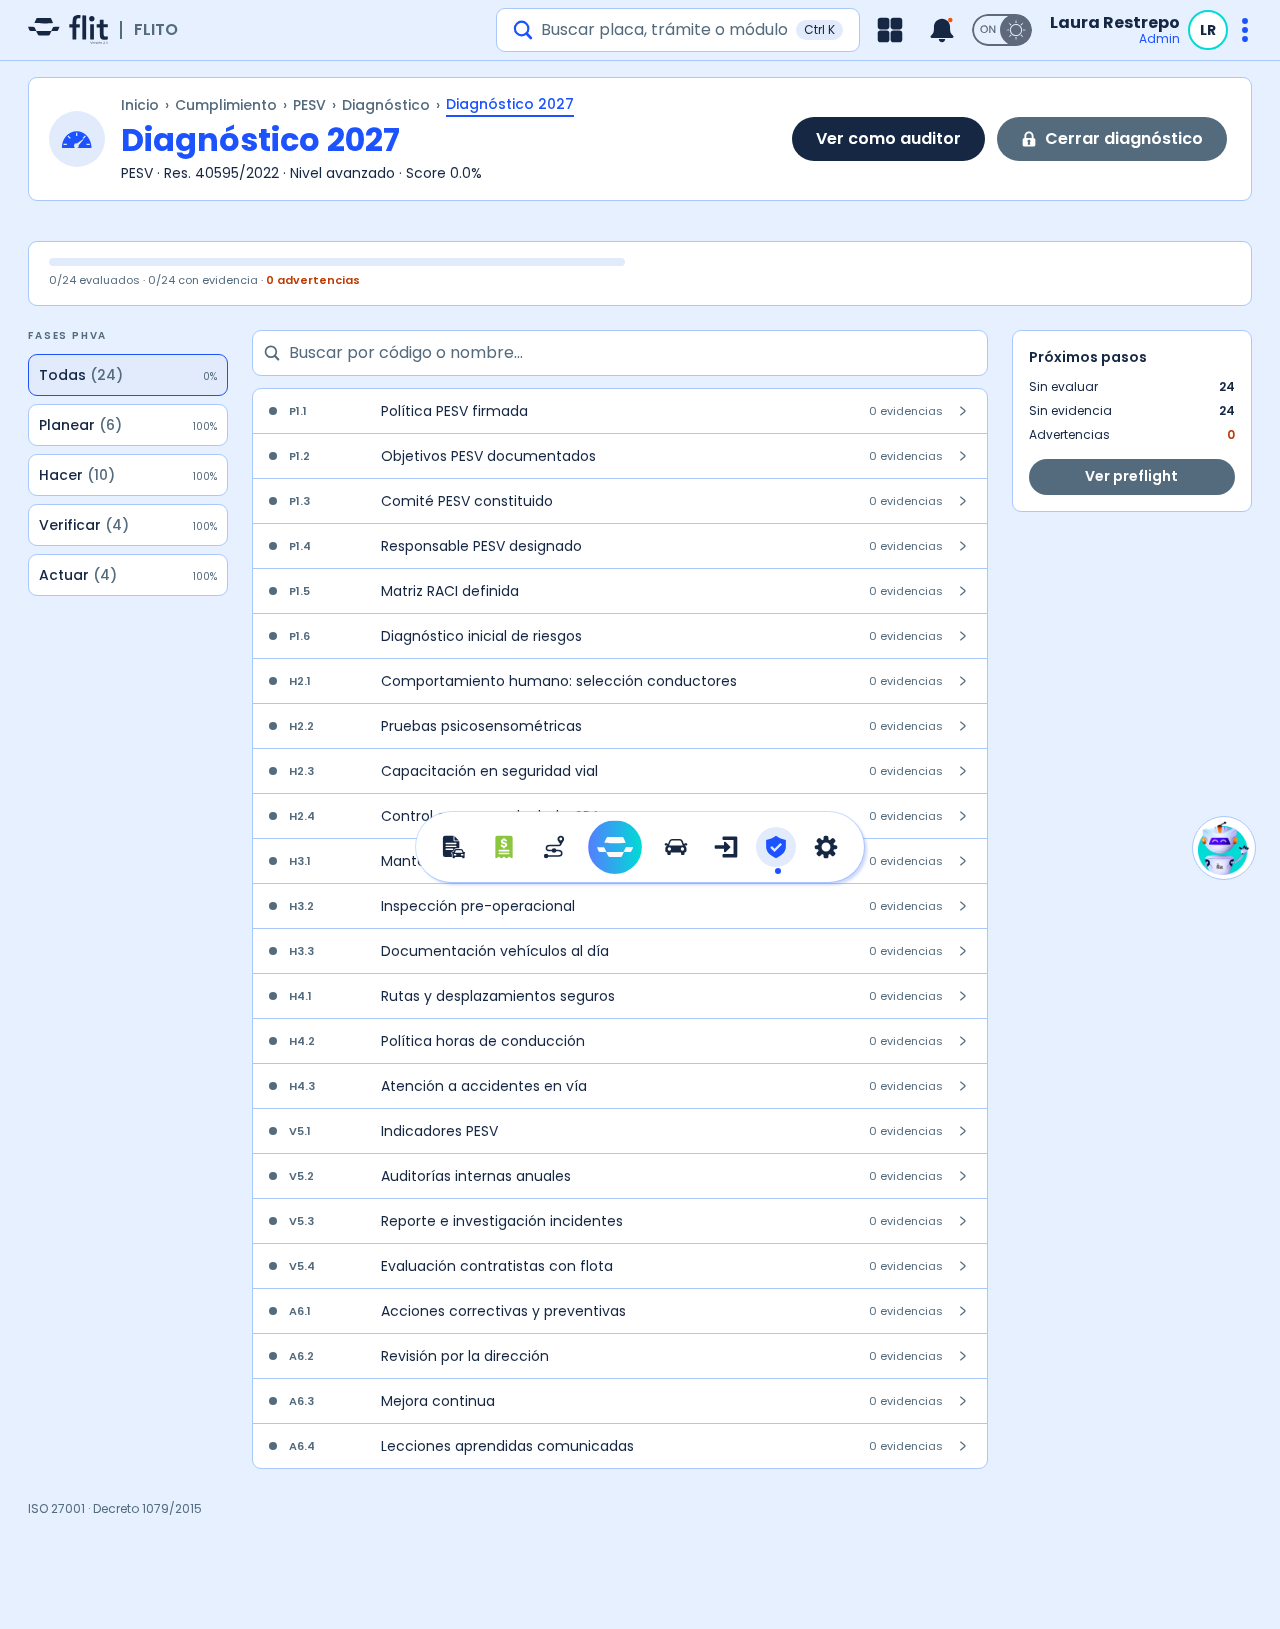 flit | FLITO
Buscar placa, trámite o módulo Ctrl K
ON
Laura Restrepo
Admin
LR
Inicio › Cumplimiento › PESV › Diagnóstico › Diagnóstico 2027
Diagnóstico 2027
PESV · Res. 40595/2022 · Nivel avanzado · Score 0.0%
Ver como auditor
Cerrar diagnóstico
0/24 evaluados · 0/24 con evidencia · 0 advertencias
FASES PHVA
Todas (24) 0%
Planear (6) 100%
Hacer (10) 100%
Verificar (4) 100%
Actuar (4) 100%
Buscar por código o nombre...
P1.1 Política PESV firmada 0 evidencias
P1.2 Objetivos PESV documentados 0 evidencias
P1.3 Comité PESV constituido 0 evidencias
P1.4 Responsable PESV designado 0 evidencias
P1.5 Matriz RACI definida 0 evidencias
P1.6 Diagnóstico inicial de riesgos 0 evidencias
H2.1 Comportamiento humano: selección conductores 0 evidencias
H2.2 Pruebas psicosensométricas 0 evidencias
H2.3 Capacitación en seguridad vial 0 evidencias
H2.4 Control 0 evidencias
H3.1 0 evidencias
H3.2 Inspección pre-operacional 0 evidencias
H3.3 Documentación vehículos al día 0 evidencias
H4.1 Rutas y desplazamientos seguros 0 evidencias
H4.2 Política horas de conducción 0 evidencias
H4.3 Atención a accidentes en vía 0 evidencias
V5.1 Indicadores PESV 0 evidencias
V5.2 Auditorías internas anuales 0 evidencias
V5.3 Reporte e investigación incidentes 0 evidencias
V5.4 Evaluación contratistas con flota 0 evidencias
A6.1 Acciones correctivas y preventivas 0 evidencias
A6.2 Revisión por la dirección 0 evidencias
A6.3 Mejora continua 0 evidencias
A6.4 Lecciones aprendidas comunicadas 0 evidencias
Próximos pasos
Sin evaluar 24
Sin evidencia 24
Advertencias 0
Ver preflight
ISO 27001 · Decreto 1079/2015